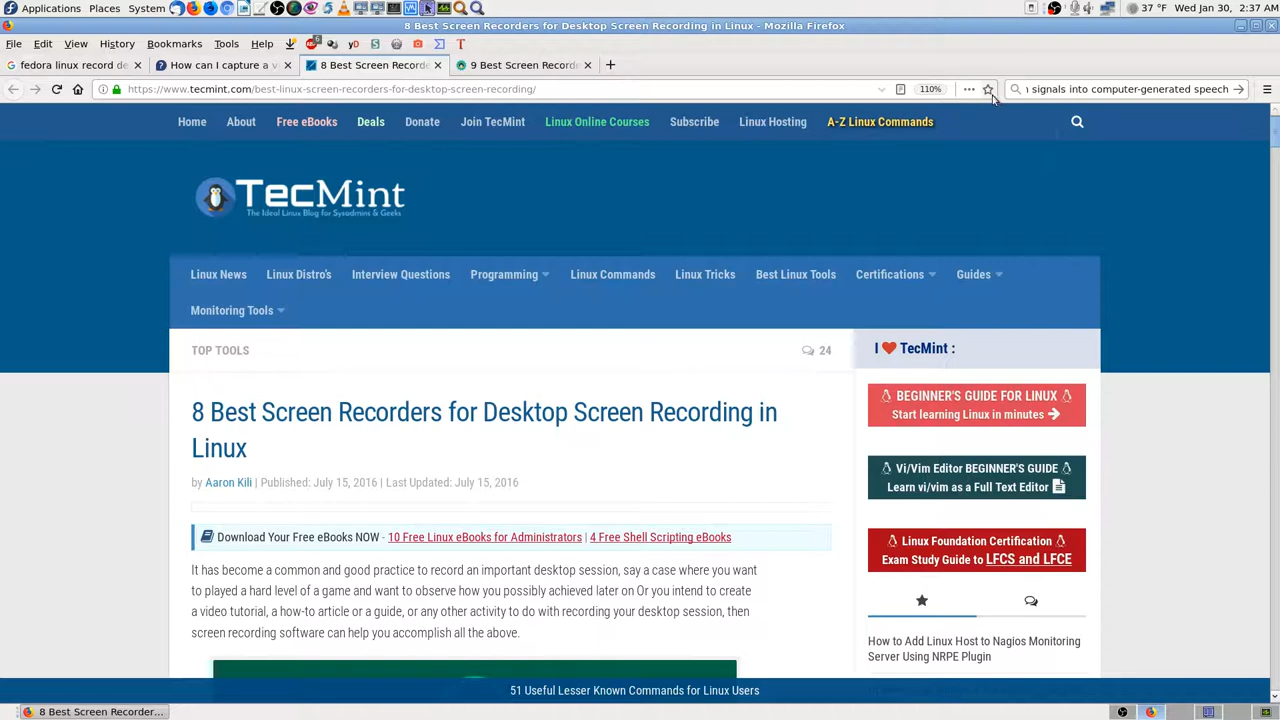 Applications Places System 37 °F Wed Jan 30, 2:37 AM
8 Best Screen Recorders for Desktop Screen Recording in Linux - Mozilla Firefox
File Edit View History Bookmarks Tools Help
fedora linux record de How can I capture a v 8 Best Screen Recorde 9 Best Screen Recorde
https://www.tecmint.com/best-linux-screen-recorders-for-desktop-screen-recording/ 110% signals into computer-generated speech
Home About Free eBooks Deals Donate Join TecMint Linux Online Courses Subscribe Linux Hosting A-Z Linux Commands
TecMint
The Ideal Linux Blog for Sysadmins & Geeks
Linux News Linux Distro's Interview Questions Programming Linux Commands Linux Tricks Best Linux Tools Certifications Guides
Monitoring Tools
TOP TOOLS 24
I TecMint :
8 Best Screen Recorders for Desktop Screen Recording in
Linux
by Aaron Kili | Published: July 15, 2016 | Last Updated: July 15, 2016
Download Your Free eBooks NOW - 10 Free Linux eBooks for Administrators | 4 Free Shell Scripting eBooks
It has become a common and good practice to record an important desktop session, say a case where you want
to played a hard level of a game and want to observe how you possibly achieved later on Or you intend to create
a video tutorial, a how-to article or a guide, or any other activity to do with recording your desktop session, then
screen recording software can help you accomplish all the above.
BEGINNER'S GUIDE FOR LINUX
Start learning Linux in minutes
Vi/Vim Editor BEGINNER'S GUIDE
Learn vi/vim as a Full Text Editor
Linux Foundation Certification
Exam Study Guide to LFCS and LFCE
How to Add Linux Host to Nagios Monitoring
Server Using NRPE Plugin
51 Useful Lesser Known Commands for Linux Users
8 Best Screen Recorder...